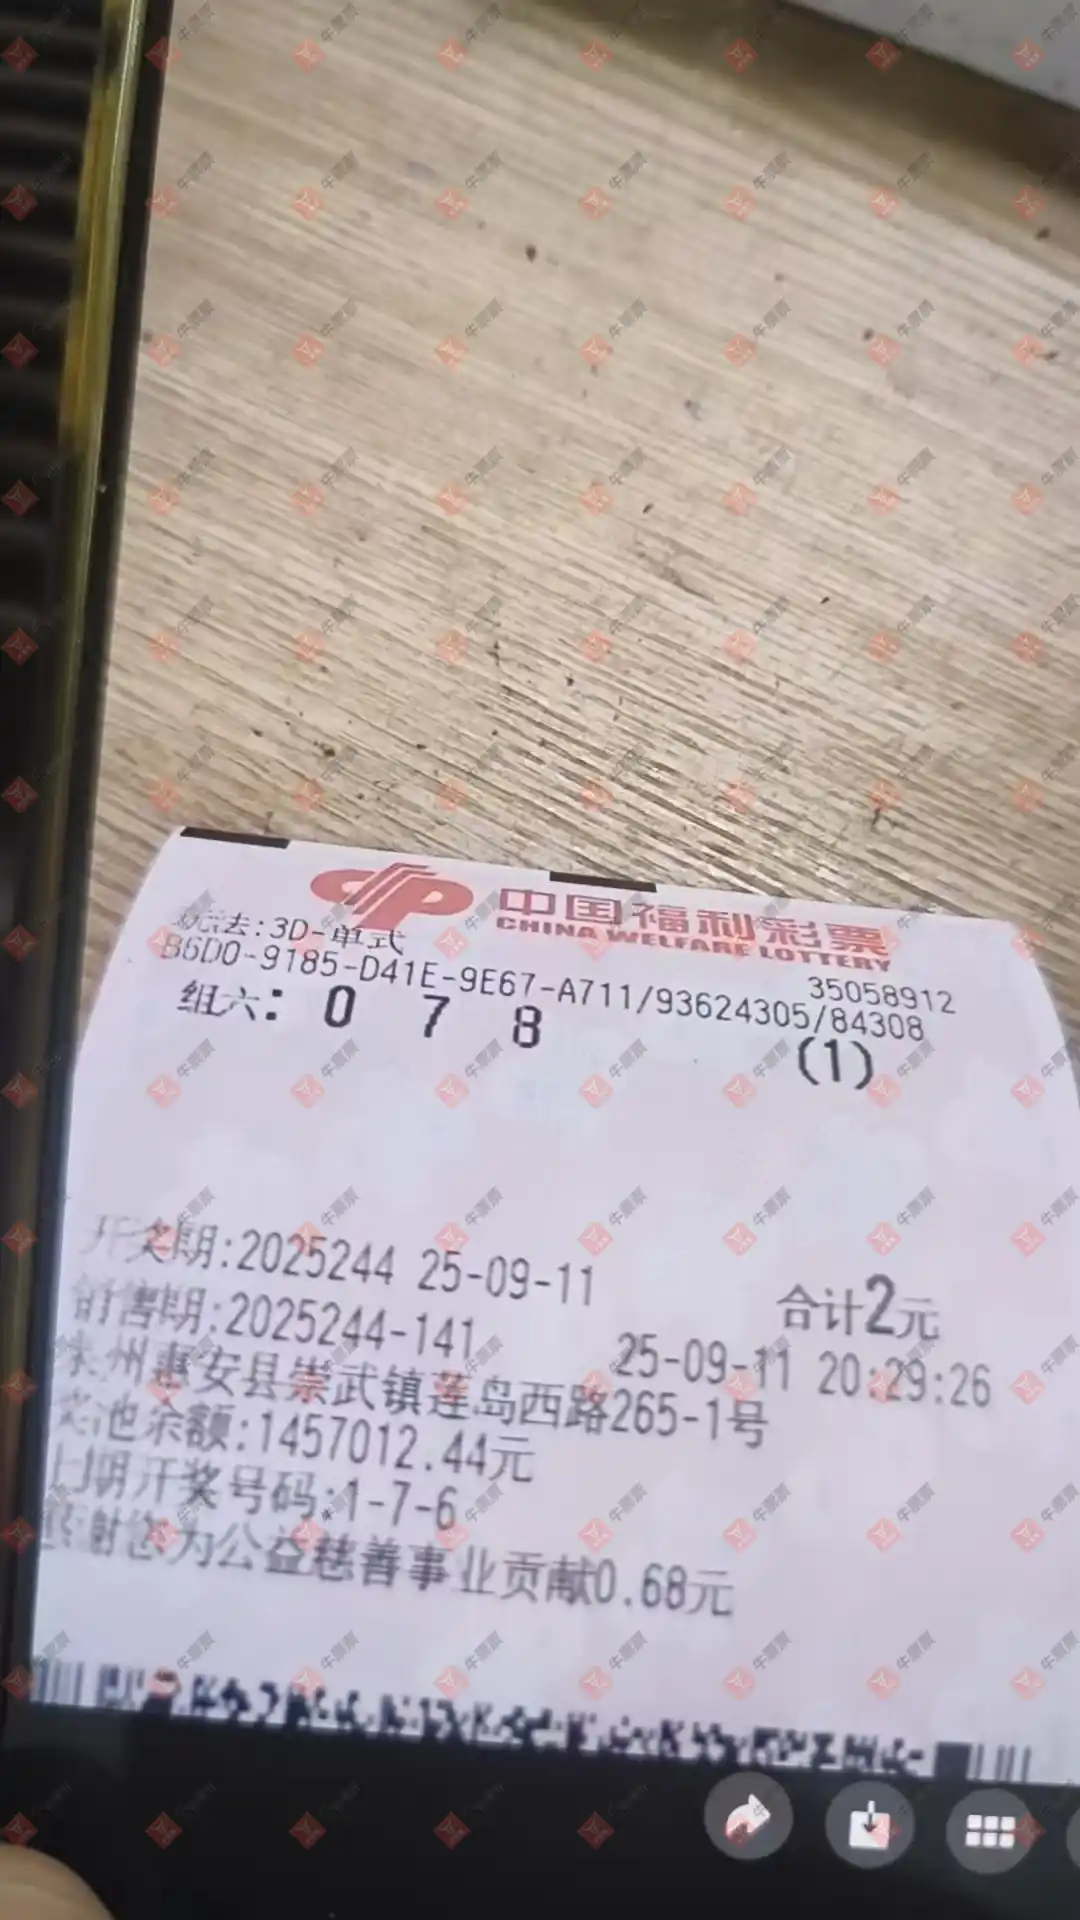 中国福利彩票
CHINA WELFARE LOTTERY
玩法:3D-单式
35058912
B6D0-9185-D41E-9E67-A711/93624305/84308
组六: 0 7 8 (1)
开奖期:2025244 25-09-11
合计2元
销售期:2025244-141 25-09-11 20:29:26
泉州惠安县崇武镇莲岛西路265-1号
奖池余额:1457012.44元
上期开奖号码:1-7-6
感谢您为公益慈善事业贡献0.68元
牛票票